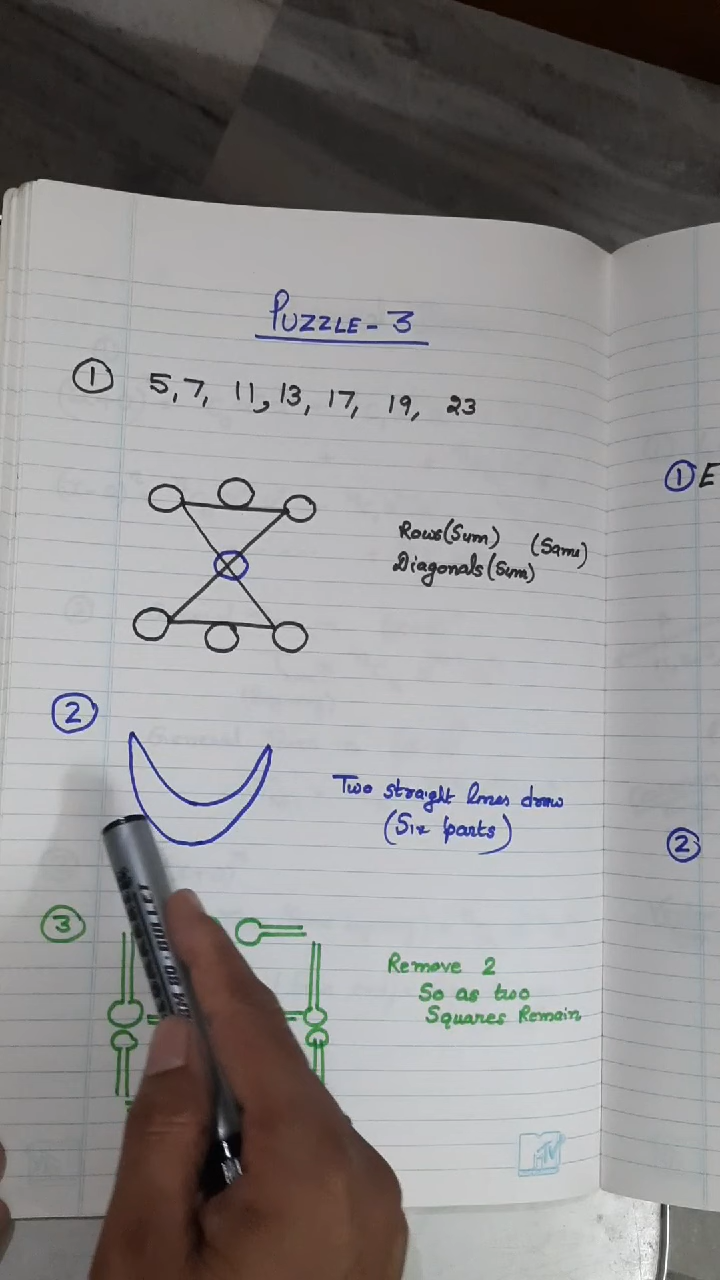 PUZZLE - 3
① 5, 7, 11, 13, 17, 19, 23
Rows (Sum) (Same)
Diagonals (Sum)
②
Two straight lines draw
(Six parts)
③
Remove 2
So as two
Squares Remain
① E
②